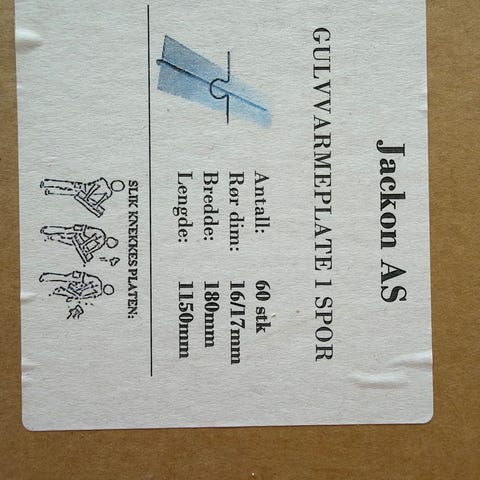 Jackon AS
GULVVARMEPLATE 1 SPOR
Antall: 60 stk
Rør dim: 16/17mm
Bredde: 180mm
Lengde: 1150mm
SLIK KNEKKES PLATEN: